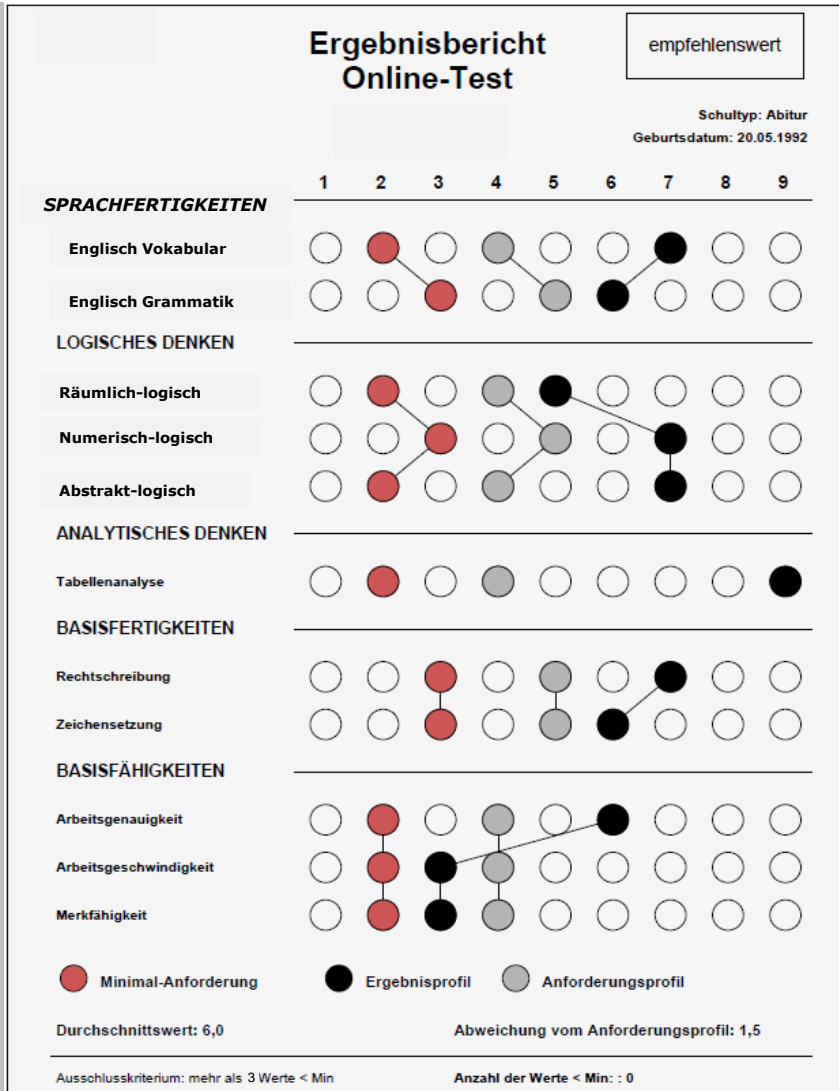 Ergebnisbericht
Online-Test
empfehlenswert
Schultyp: Abitur
Geburtsdatum: 20.05.1992
1 2 3 4 5 6 7 8 9
SPRACHFERTIGKEITEN
Englisch Vokabular
Englisch Grammatik
LOGISCHES DENKEN
Räumlich-logisch
Numerisch-logisch
Abstrakt-logisch
ANALYTISCHES DENKEN
Tabellenanalyse
BASISFERTIGKEITEN
Rechtschreibung
Zeichensetzung
BASISFÄHIGKEITEN
Arbeitsgenauigkeit
Arbeitsgeschwindigkeit
Merkfähigkeit
Minimal-Anforderung Ergebnisprofil Anforderungsprofil
Durchschnittswert: 6,0 Abweichung vom Anforderungsprofil: 1,5
Ausschlusskriterium: mehr als 3 Werte < Min Anzahl der Werte < Min: : 0